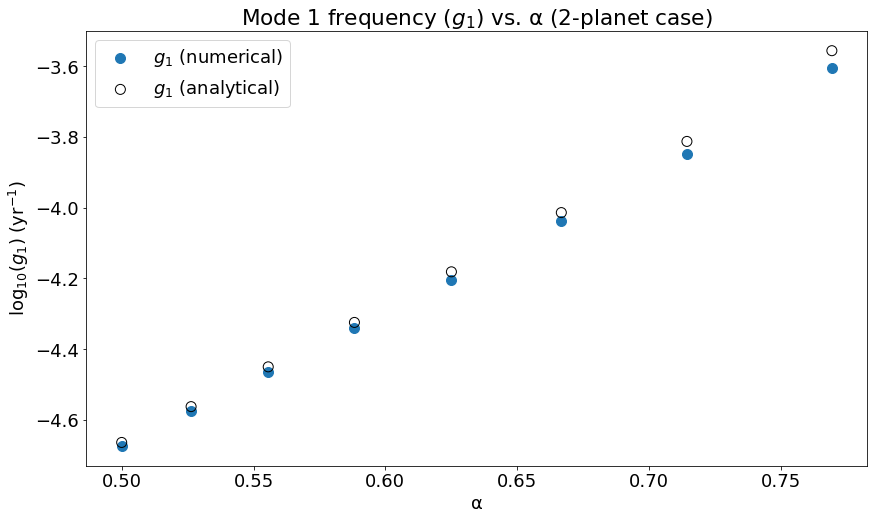 Mode 1 frequency (g₁) vs. α (2-planet case)
g₁ (numerical)
g₁ (analytical)
−3.6
−3.8
−4.0
−4.2
−4.4
−4.6
log₁₀(g₁) (yr⁻¹)
0.50 0.55 0.60 0.65 0.70 0.75
α